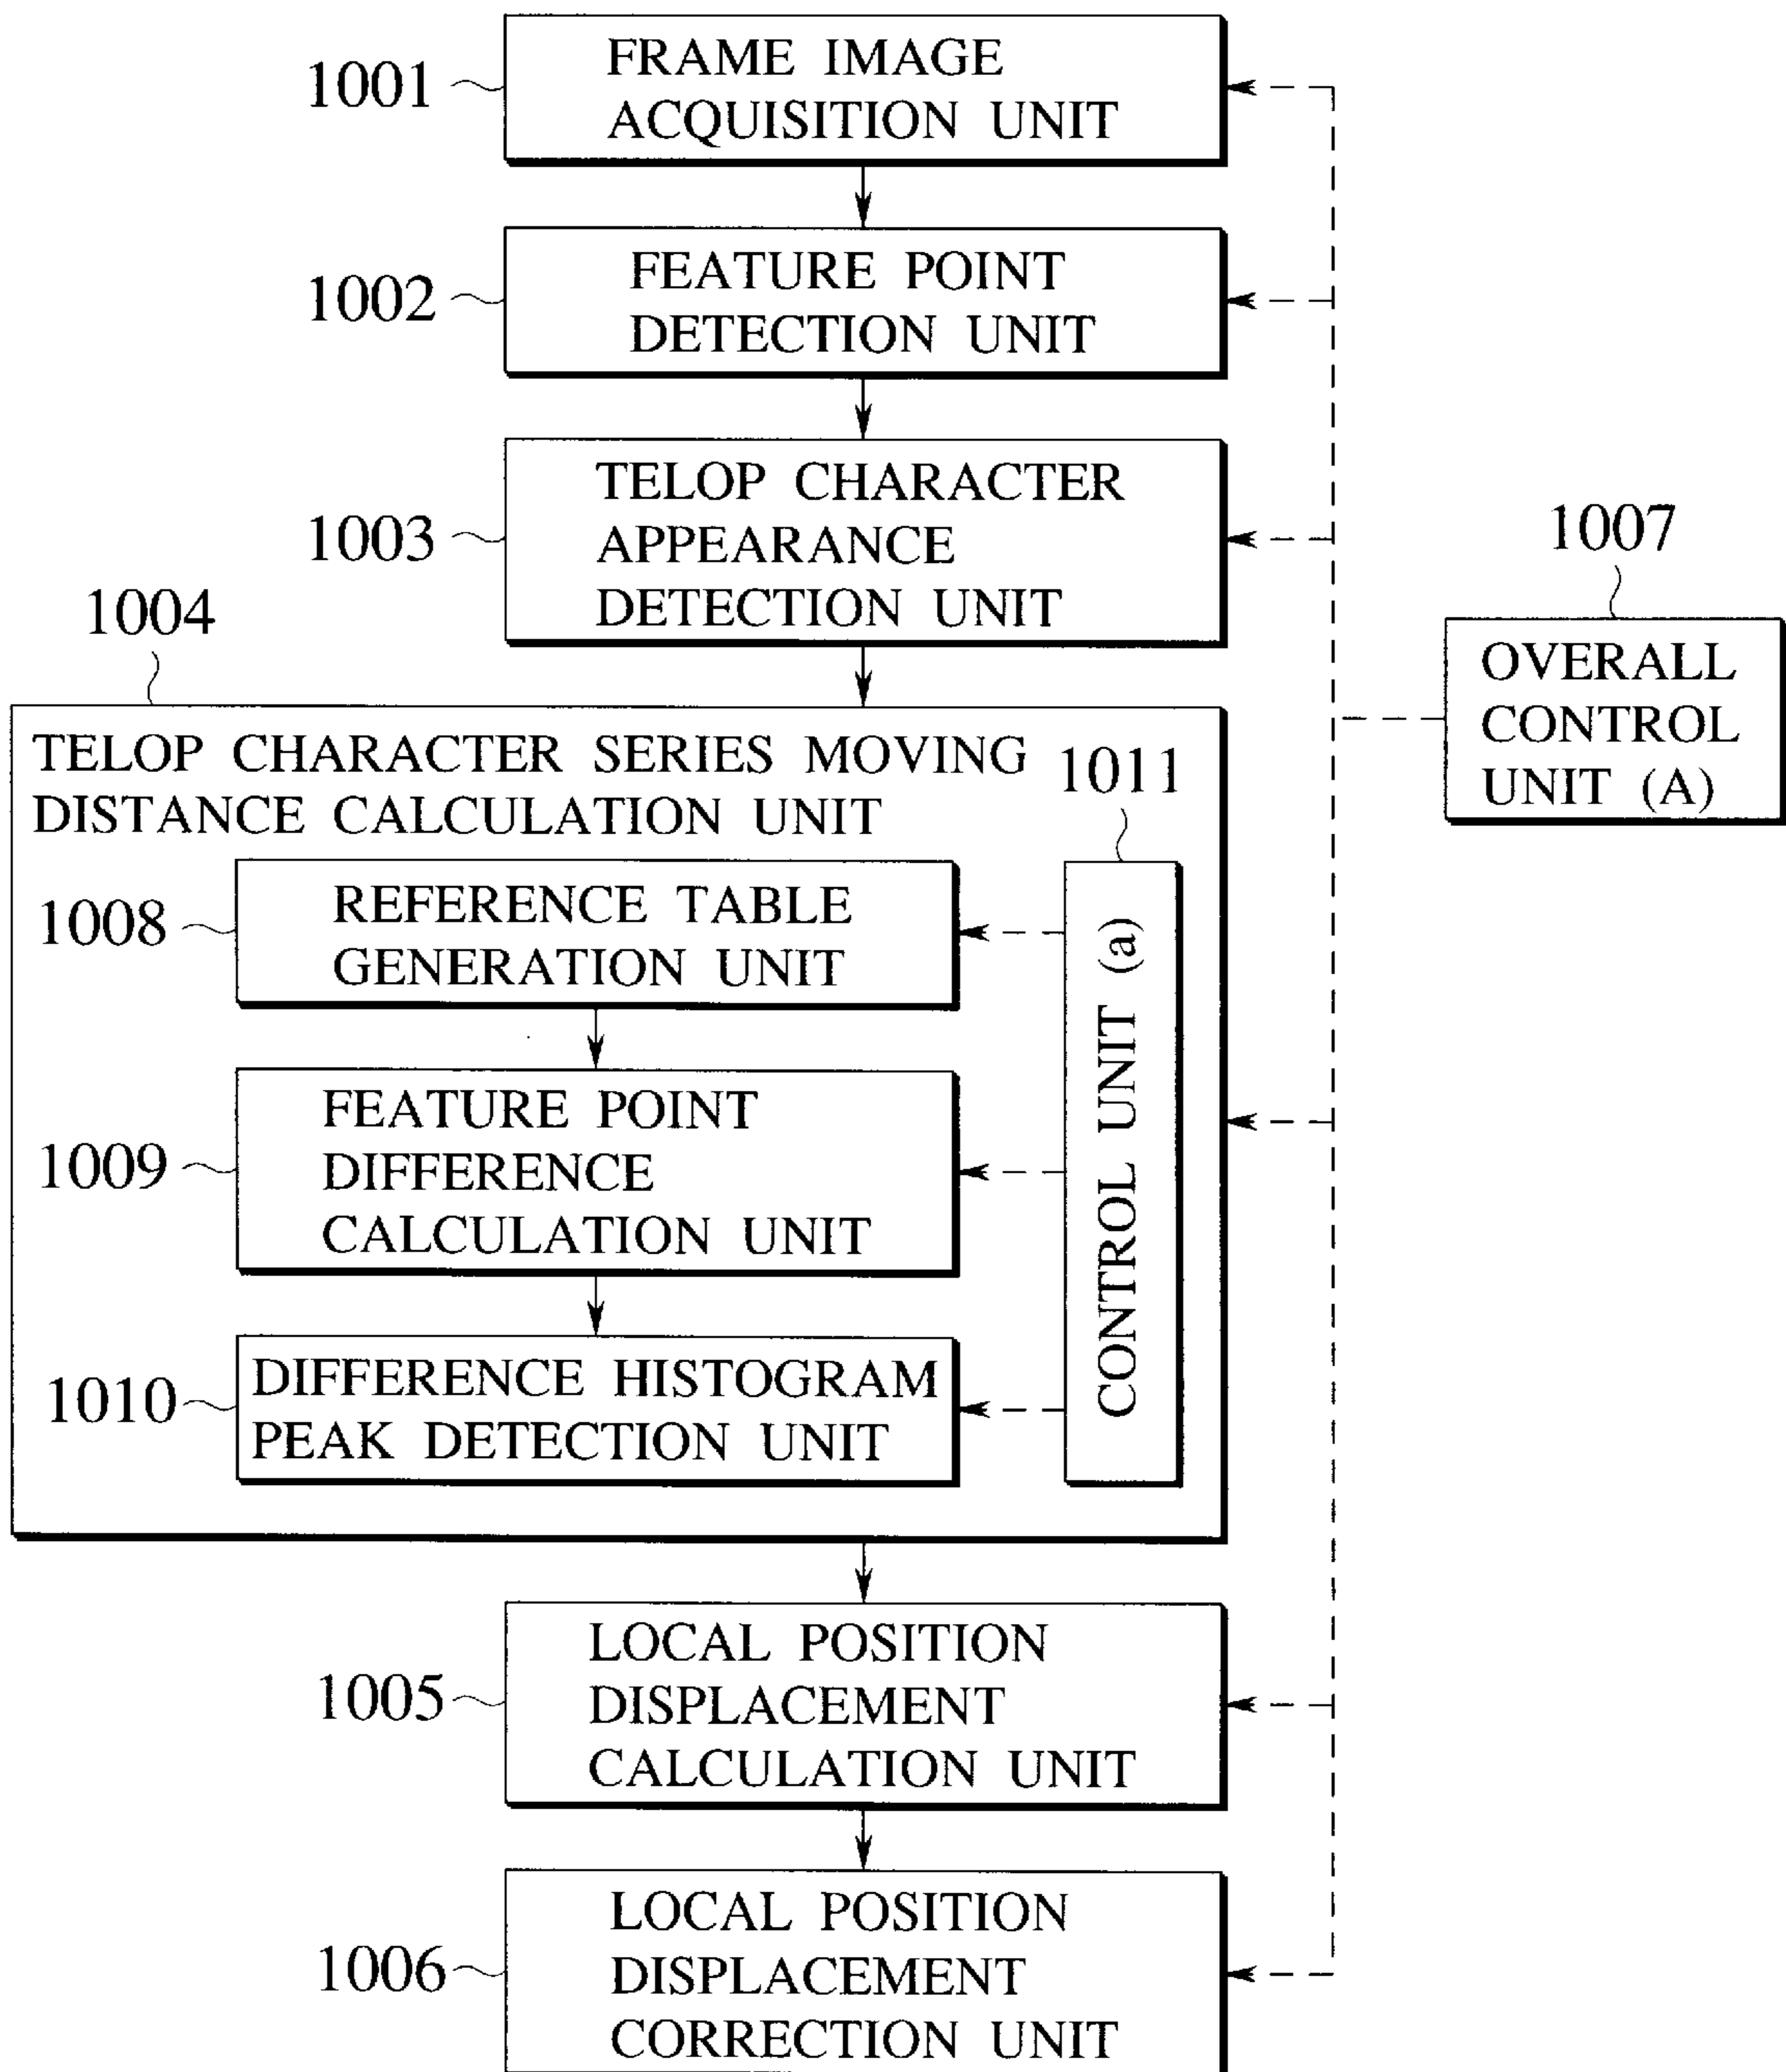 1001
FRAME IMAGE
ACQUISITION UNIT
1002
FEATURE POINT
DETECTION UNIT
1003
TELOP CHARACTER
APPEARANCE
DETECTION UNIT
1007
OVERALL
CONTROL
UNIT (A)
1004
TELOP CHARACTER SERIES MOVING
DISTANCE CALCULATION UNIT
1011
CONTROL UNIT (a)
1008
REFERENCE TABLE
GENERATION UNIT
1009
FEATURE POINT
DIFFERENCE
CALCULATION UNIT
1010
DIFFERENCE HISTOGRAM
PEAK DETECTION UNIT
1005
LOCAL POSITION
DISPLACEMENT
CALCULATION UNIT
1006
LOCAL POSITION
DISPLACEMENT
CORRECTION UNIT